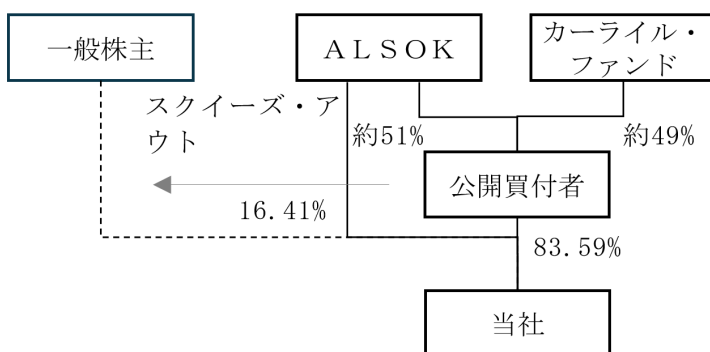 一般株主
ＡＬＳＯＫ
カーライル・
ファンド
スクイーズ・ア
ウト
約51%
約49%
公開買付者
16.41%
83.59%
当社